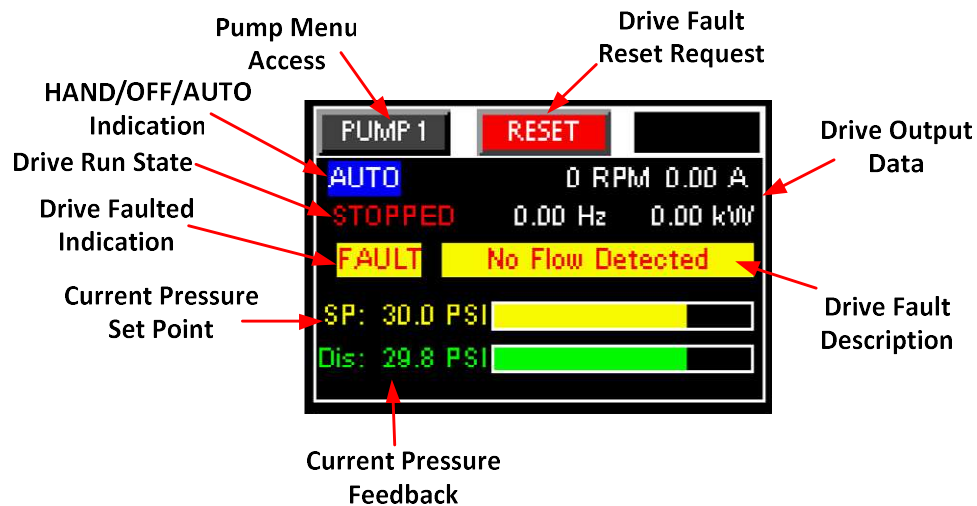 Pump Menu
Access
Drive Fault
Reset Request
HAND/OFF/AUTO
Indication
Drive Run State
Drive Faulted
Indication
Current Pressure
Set Point
PUMP 1
RESET
AUTO
0 RPM 0.00 A
STOPPED
0.00 Hz 0.00 kW
FAULT
No Flow Detected
SP: 30.0 PSI
Dis: 29.8 PSI
Drive Output
Data
Drive Fault
Description
Current Pressure
Feedback